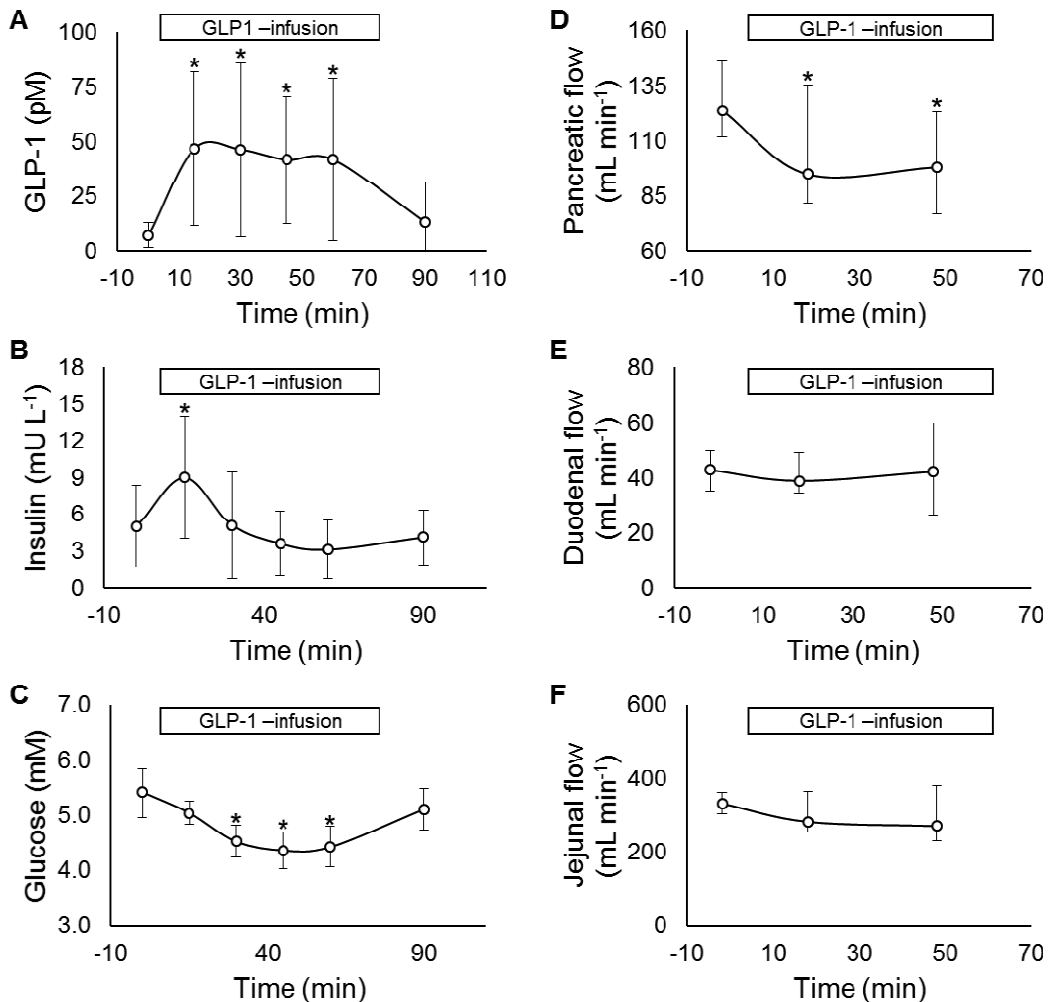 A
GLP1 –infusion
100
75
50
25
0
GLP-1 (pM)
* * * *
-10 10 30 50 70 90 110
Time (min)
B
GLP-1 –infusion
18
15
12
9
6
3
0
Insulin (mU L-1)
*
-10 40 90
Time (min)
C
GLP-1 –infusion
7.0
6.0
5.0
4.0
3.0
Glucose (mM)
* * *
-10 40 90
Time (min)
D
GLP-1 –infusion
160
135
110
85
60
Pancreatic flow
(mL min-1)
* *
-10 10 30 50 70
Time (min)
E
GLP-1 –infusion
80
60
40
20
0
Duodenal flow
(mL min-1)
-10 10 30 50 70
Time (min)
F
GLP-1 –infusion
600
400
200
0
Jejunal flow
(mL min-1)
-10 10 30 50 70
Time (min)